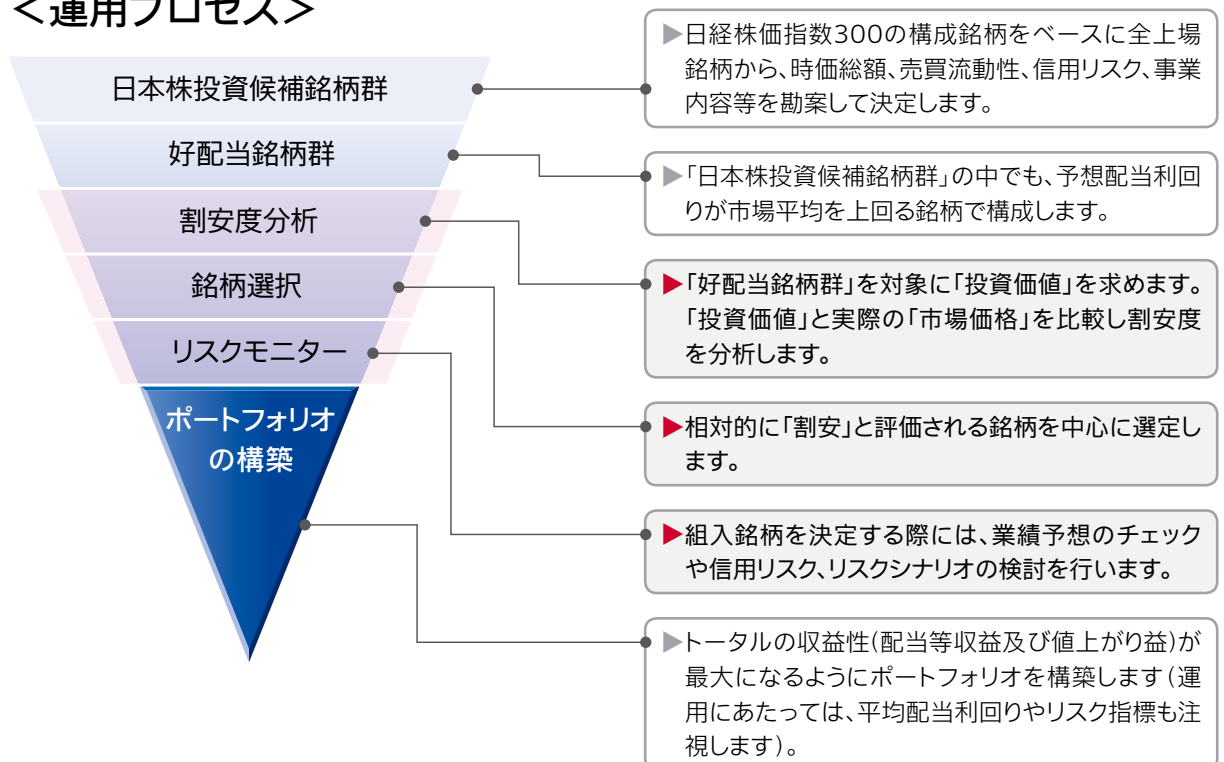 ＜運用プロセス＞
日本株投資候補銘柄群
好配当銘柄群
割安度分析
銘柄選択
リスクモニター
ポートフォリオ
の構築
▶日経株価指数300の構成銘柄をベースに全上場
銘柄から、時価総額、売買流動性、信用リスク、事業
内容等を勘案して決定します。
▶「日本株投資候補銘柄群」の中でも、予想配当利回
りが市場平均を上回る銘柄で構成します。
▶「好配当銘柄群」を対象に「投資価値」を求めます。
「投資価値」と実際の「市場価格」を比較し割安度
を分析します。
▶相対的に「割安」と評価される銘柄を中心に選定し
ます。
▶組入銘柄を決定する際には、業績予想のチェック
や信用リスク、リスクシナリオの検討を行います。
▶トータルの収益性(配当等収益及び値上がり益)が
最大になるようにポートフォリオを構築します（運
用にあたっては、平均配当利回りやリスク指標も注
視します）。